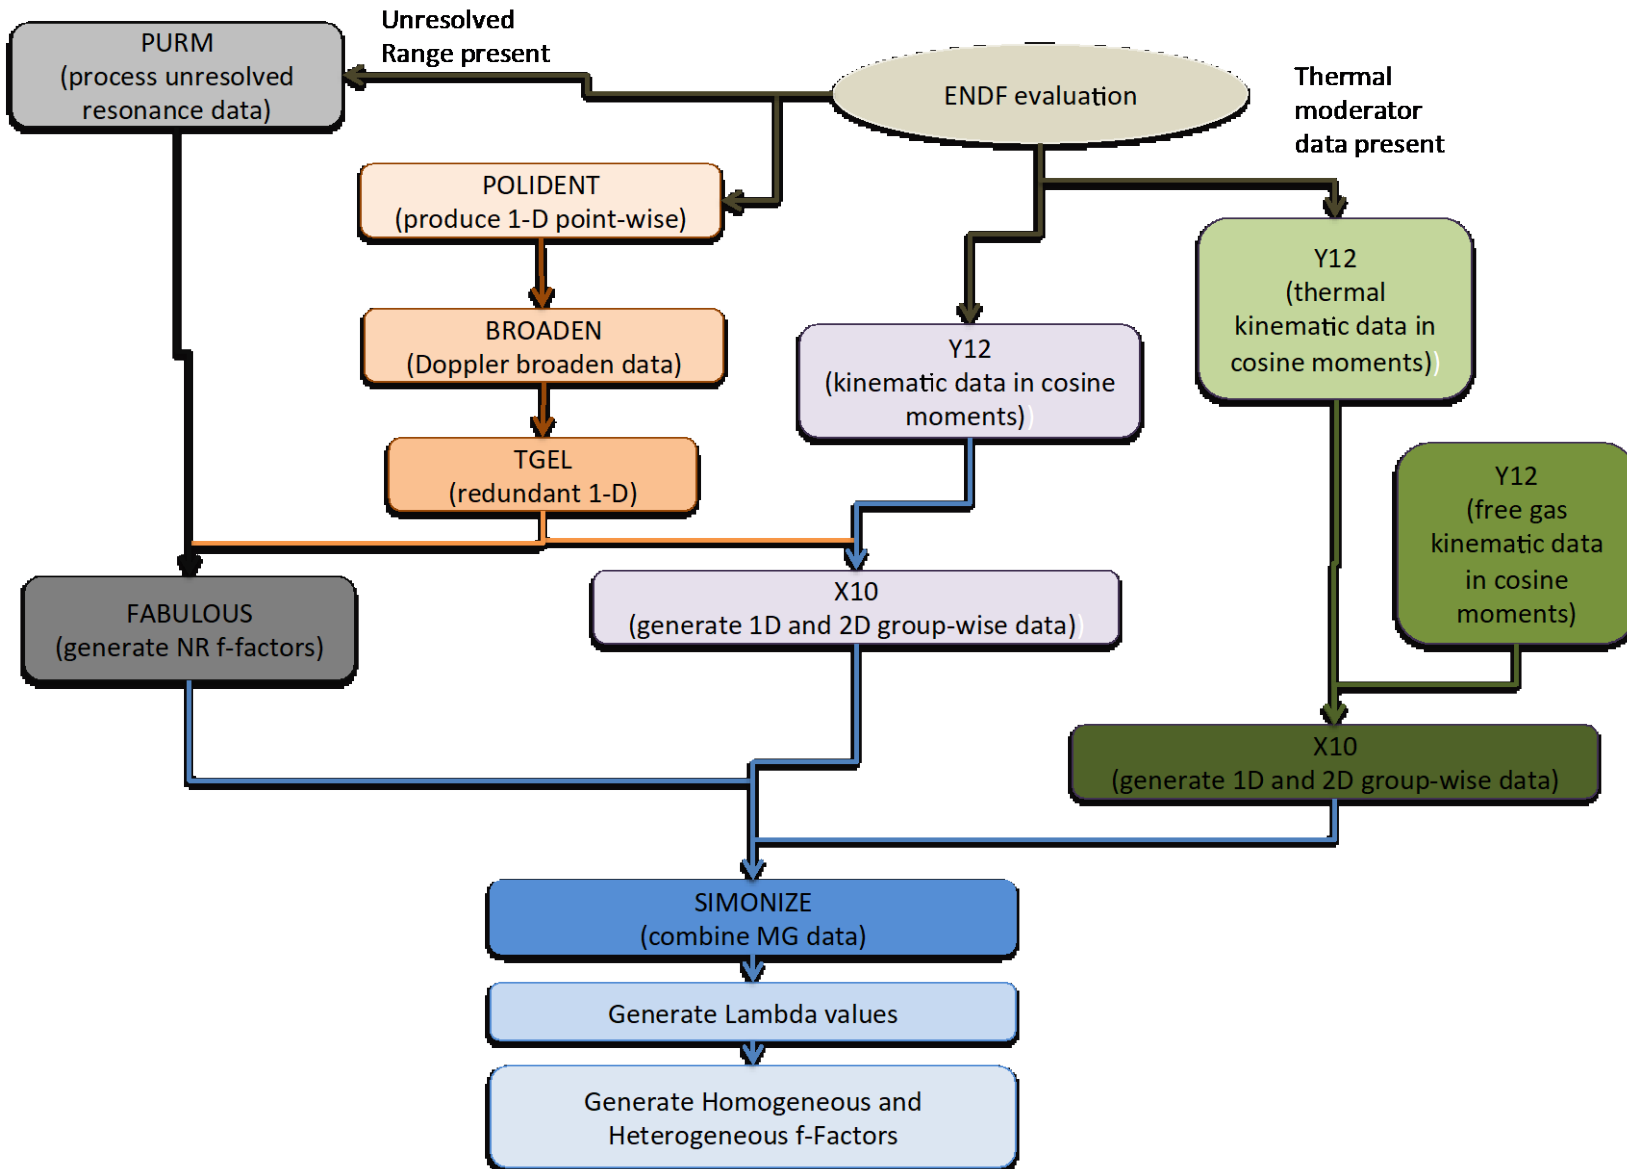 PURM
(process unresolved
resonance data)
Unresolved
Range present
ENDF evaluation
Thermal
moderator
data present
POLIDENT
(produce 1-D point-wise)
BROADEN
(Doppler broaden data)
TGEL
(redundant 1-D)
Y12
(kinematic data in cosine
moments))
Y12
(thermal
kinematic data in
cosine moments))
Y12
(free gas
kinematic data
in cosine
moments)
FABULOUS
(generate NR f-factors)
X10
(generate 1D and 2D group-wise data))
X10
(generate 1D and 2D group-wise data)
SIMONIZE
(combine MG data)
Generate Lambda values
Generate Homogeneous and
Heterogeneous f-Factors